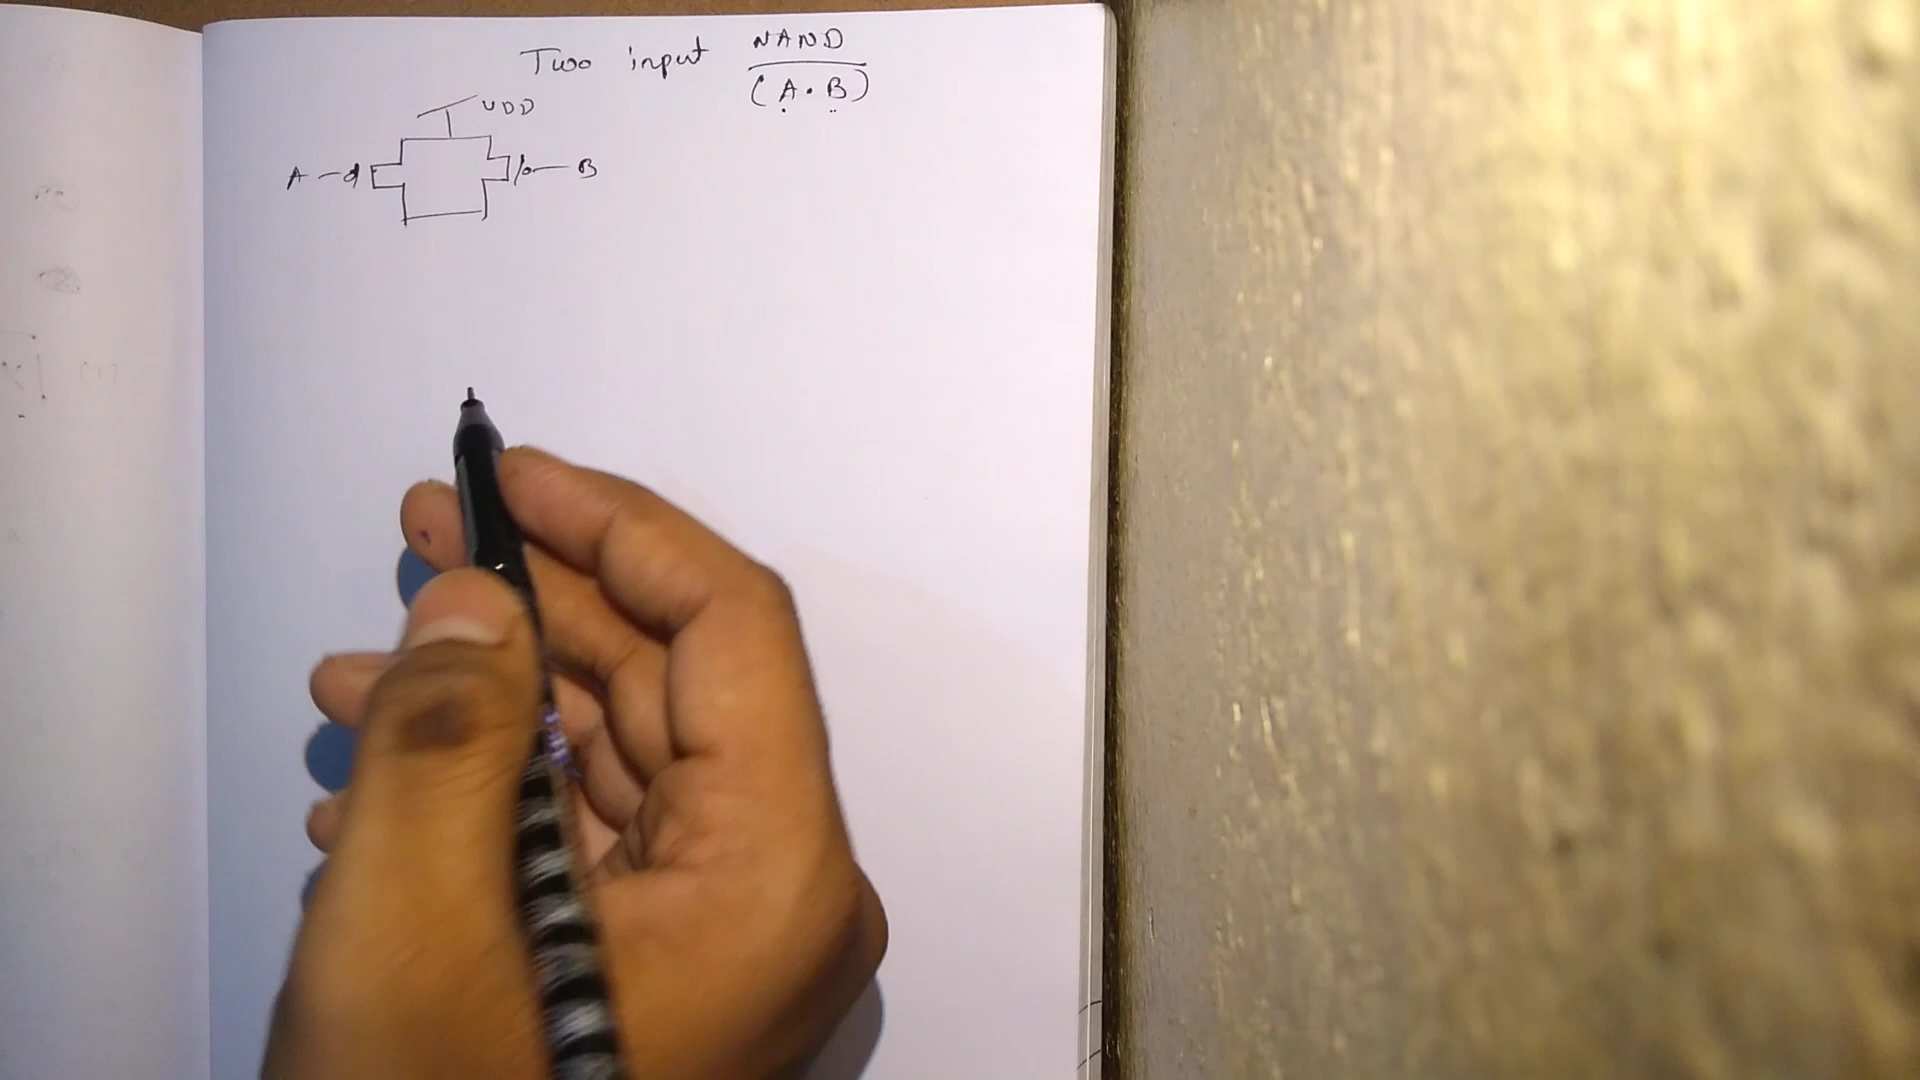 Two input NAND
(A·B)
VDD
A B